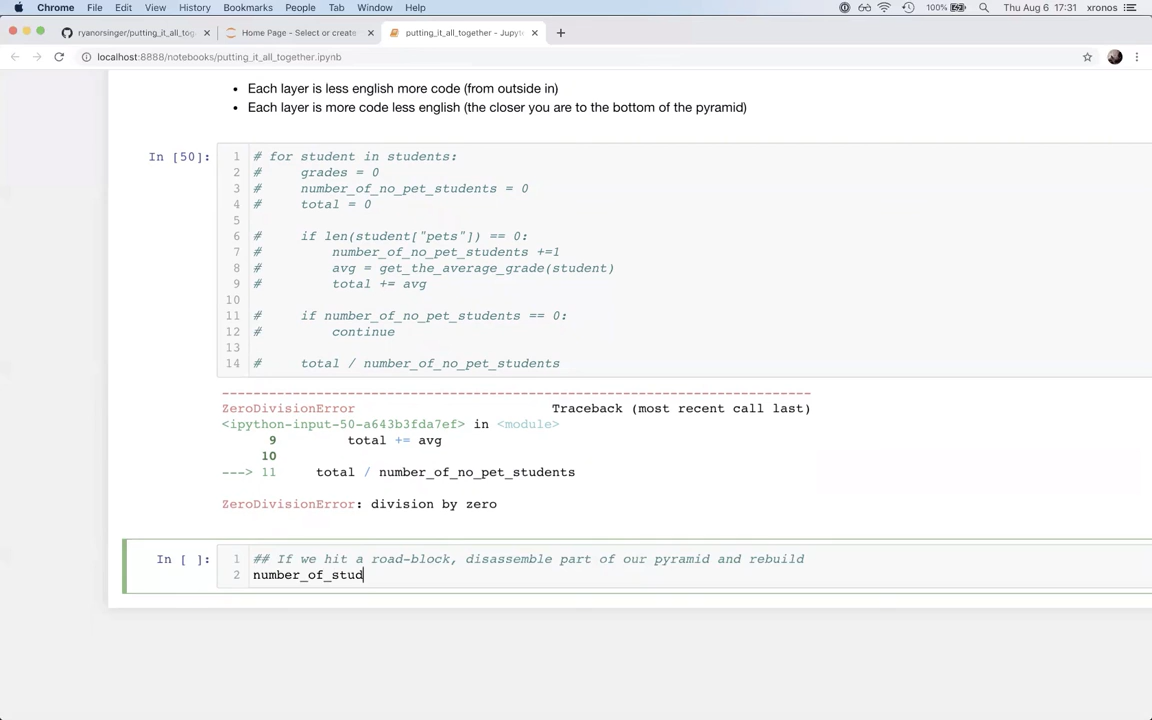 Chrome File Edit View History Bookmarks People Tab Window Help 100% Thu Aug 6 17:31 xronos
ryanorsinger/putting_it_all_tog × Home Page - Select or create × putting_it_all_together - Jupyte × +
localhost:8888/notebooks/putting_it_all_together.ipynb
• Each layer is less english more code (from outside in)
• Each layer is more code less english (the closer you are to the bottom of the pyramid)
In [50]:
1 # for student in students:
2 #     grades = 0
3 #     number_of_no_pet_students = 0
4 #     total = 0
5
6 #     if len(student["pets"]) == 0:
7 #         number_of_no_pet_students +=1
8 #         avg = get_the_average_grade(student)
9 #         total += avg
10
11 #     if number_of_no_pet_students == 0:
12 #         continue
13
14 #     total / number_of_no_pet_students
---------------------------------------------------------------------------
ZeroDivisionError                         Traceback (most recent call last)
<ipython-input-50-a643b3fda7ef> in <module>
      9         total += avg
     10
---> 11     total / number_of_no_pet_students
ZeroDivisionError: division by zero
In [ ]:
1 ## If we hit a road-block, disassemble part of our pyramid and rebuild
2 number_of_stud